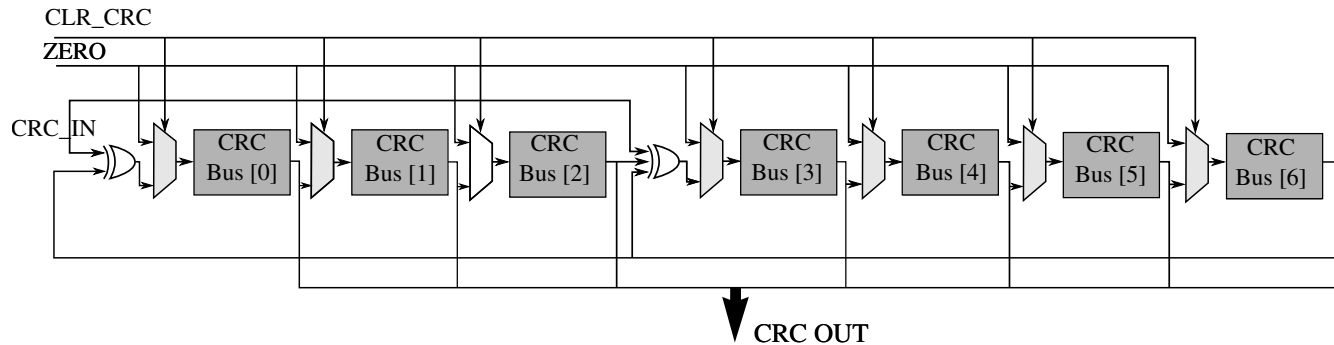 CLR_CRC
ZERO
CRC_IN
CRC
Bus [0]
CRC
Bus [1]
CRC
Bus [2]
CRC
Bus [3]
CRC
Bus [4]
CRC
Bus [5]
CRC
Bus [6]
CRC OUT